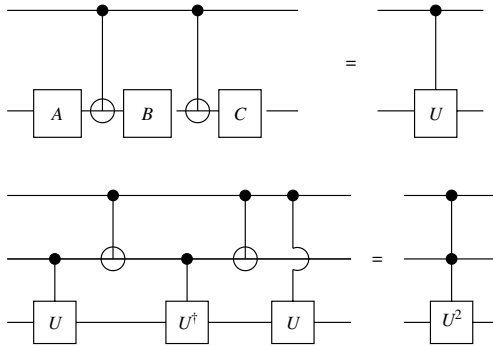 A B C = U
U U† U = U²